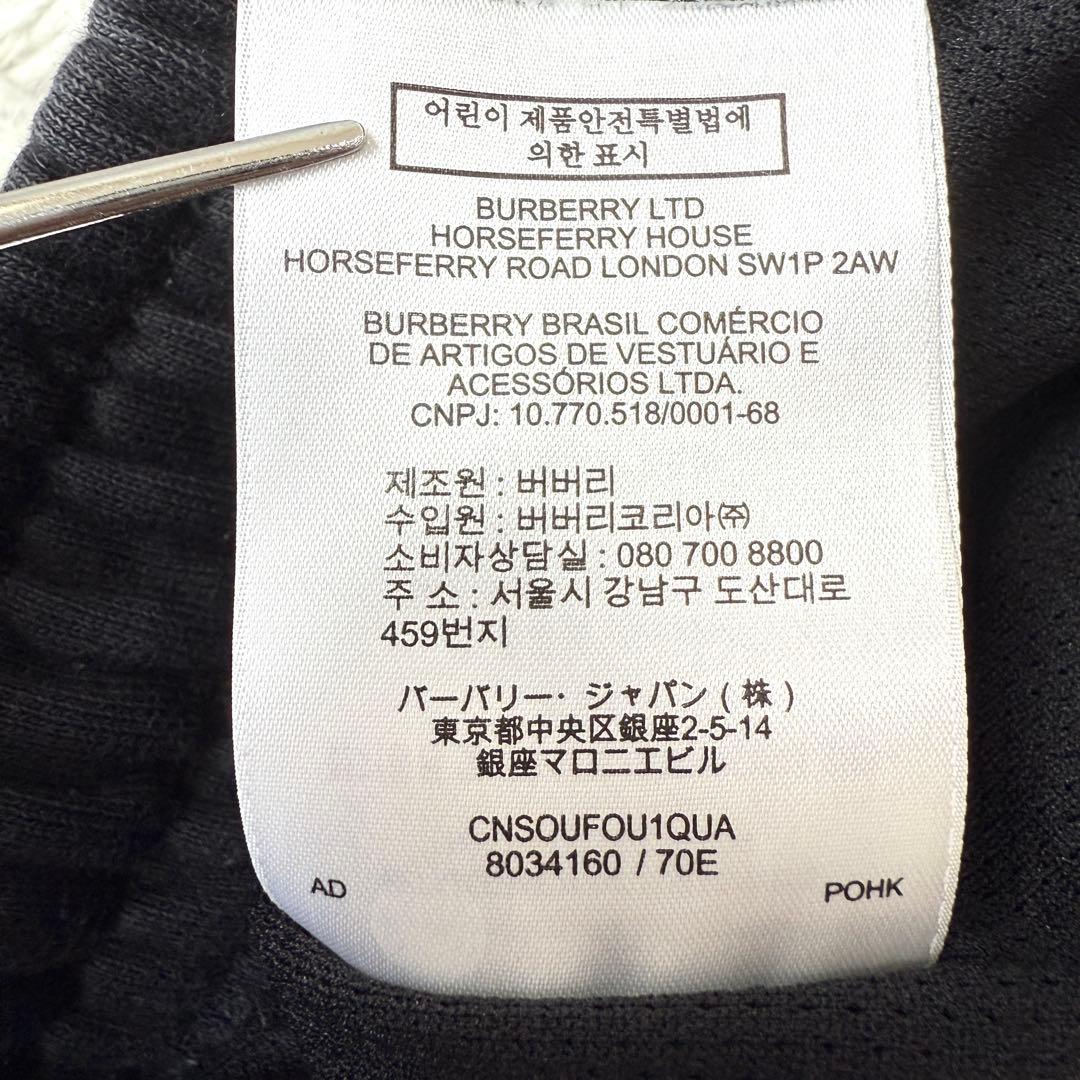 어린이 제품안전특별법에
의한 표시
BURBERRY LTD
HORSEFERRY HOUSE
HORSEFERRY ROAD LONDON SW1P 2AW
BURBERRY BRASIL COMÉRCIO
DE ARTIGOS DE VESTUÁRIO E
ACESSÓRIOS LTDA.
CNPJ: 10.770.518/0001-68
제조원 : 버버리
수입원 : 버버리코리아㈜
소비자상담실 : 080 700 8800
주 소 : 서울시 강남구 도산대로
459번지
バーバリー・ジャパン ( 株 )
東京都中央区銀座2-5-14
銀座マロニエビル
CNSOUFOU1QUA
8034160 / 70E
AD
POHK